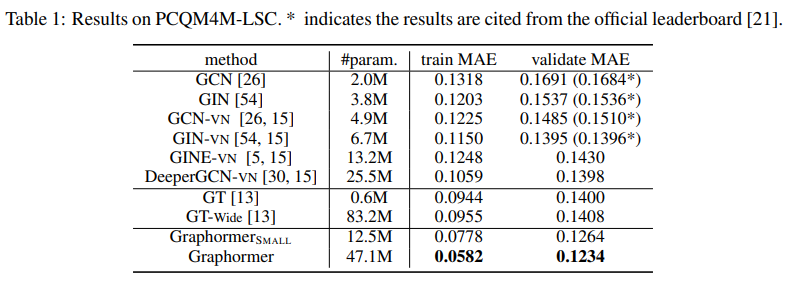 Table 1: Results on PCQM4M-LSC. * indicates the results are cited from the official leaderboard [21].
method #param. train MAE validate MAE
GCN [26] 2.0M 0.1318 0.1691 (0.1684*)
GIN [54] 3.8M 0.1203 0.1537 (0.1536*)
GCN-VN [26, 15] 4.9M 0.1225 0.1485 (0.1510*)
GIN-VN [54, 15] 6.7M 0.1150 0.1395 (0.1396*)
GINE-VN [5, 15] 13.2M 0.1248 0.1430
DeeperGCN-VN [30, 15] 25.5M 0.1059 0.1398
GT [13] 0.6M 0.0944 0.1400
GT-Wide [13] 83.2M 0.0955 0.1408
GraphormerSMALL 12.5M 0.0778 0.1264
Graphormer 47.1M 0.0582 0.1234